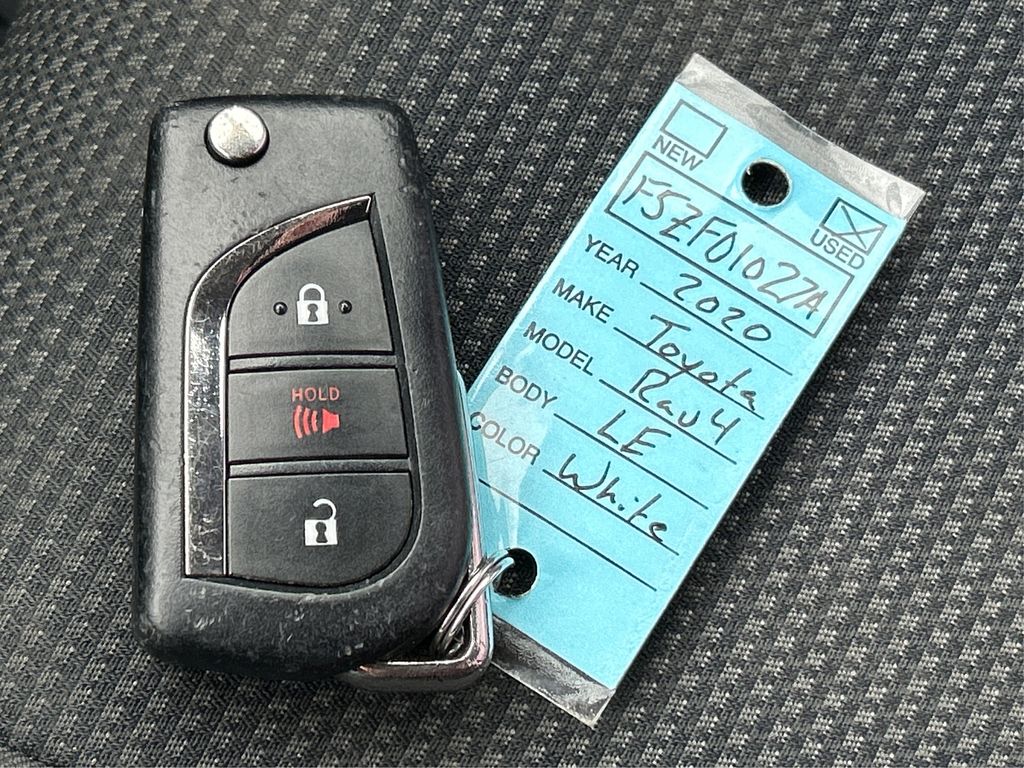 HOLD
NEW
USED
F5ZF01027A
YEAR 2020
MAKE Toyota
MODEL Rav4
BODY LE
COLOR White